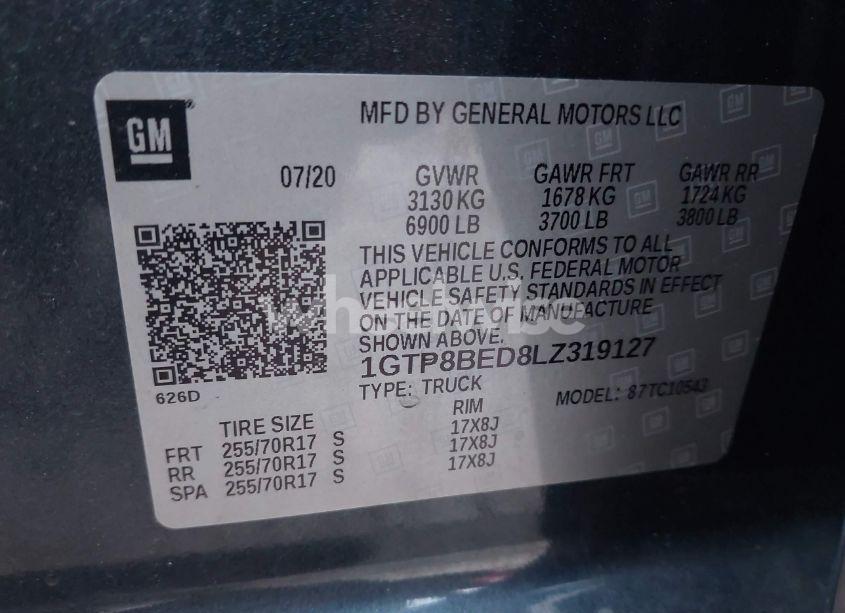 GM
MFD BY GENERAL MOTORS LLC
07/20 GVWR GAWR FRT GAWR RR
3130 KG 1678 KG 1724 KG
6900 LB 3700 LB 3800 LB
THIS VEHICLE CONFORMS TO ALL
APPLICABLE U.S. FEDERAL MOTOR
VEHICLE SAFETY STANDARDS IN EFFECT
ON THE DATE OF MANUFACTURE
SHOWN ABOVE.
1GTP8BED8LZ319127
626D
TYPE: TRUCK MODEL: 87TC10543
TIRE SIZE RIM
FRT 255/70R17 S 17X8J
RR 255/70R17 S 17X8J
SPA 255/70R17 S 17X8J